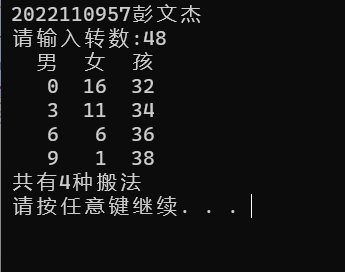 2022110957彭文杰
请输入转数:48
男 女 孩
0 16 32
3 11 34
6 6 36
9 1 38
共有4种搬法
请按任意键继续. . .